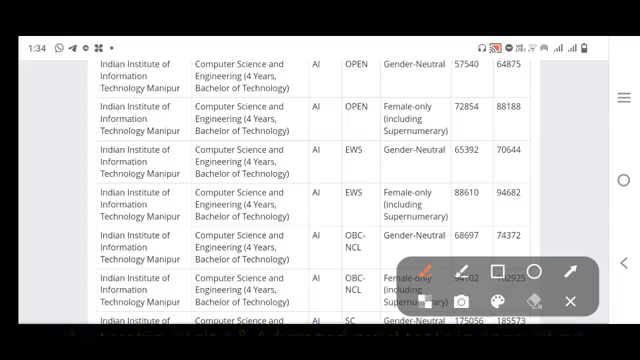 1:34
Indian Institute of Information Technology Manipur Computer Science and Engineering (4 Years, Bachelor of Technology) AI OPEN Gender-Neutral 57540 64875
Indian Institute of Information Technology Manipur Computer Science and Engineering (4 Years, Bachelor of Technology) AI OPEN Female-only (including Supernumerary) 72854 88188
Indian Institute of Information Technology Manipur Computer Science and Engineering (4 Years, Bachelor of Technology) AI EWS Gender-Neutral 65392 70644
Indian Institute of Information Technology Manipur Computer Science and Engineering (4 Years, Bachelor of Technology) AI EWS Female-only (including Supernumerary) 88610 94682
Indian Institute of Information Technology Manipur Computer Science and Engineering (4 Years, Bachelor of Technology) AI OBC-NCL Gender-Neutral 68697 74372
Indian Institute of Information Technology Manipur Computer Science and Engineering (4 Years, Bachelor of Technology) AI OBC-NCL Female-only (including Supernumerary)
Indian Institute of Computer Science and AI SC Gender-Neutral 175056 185573